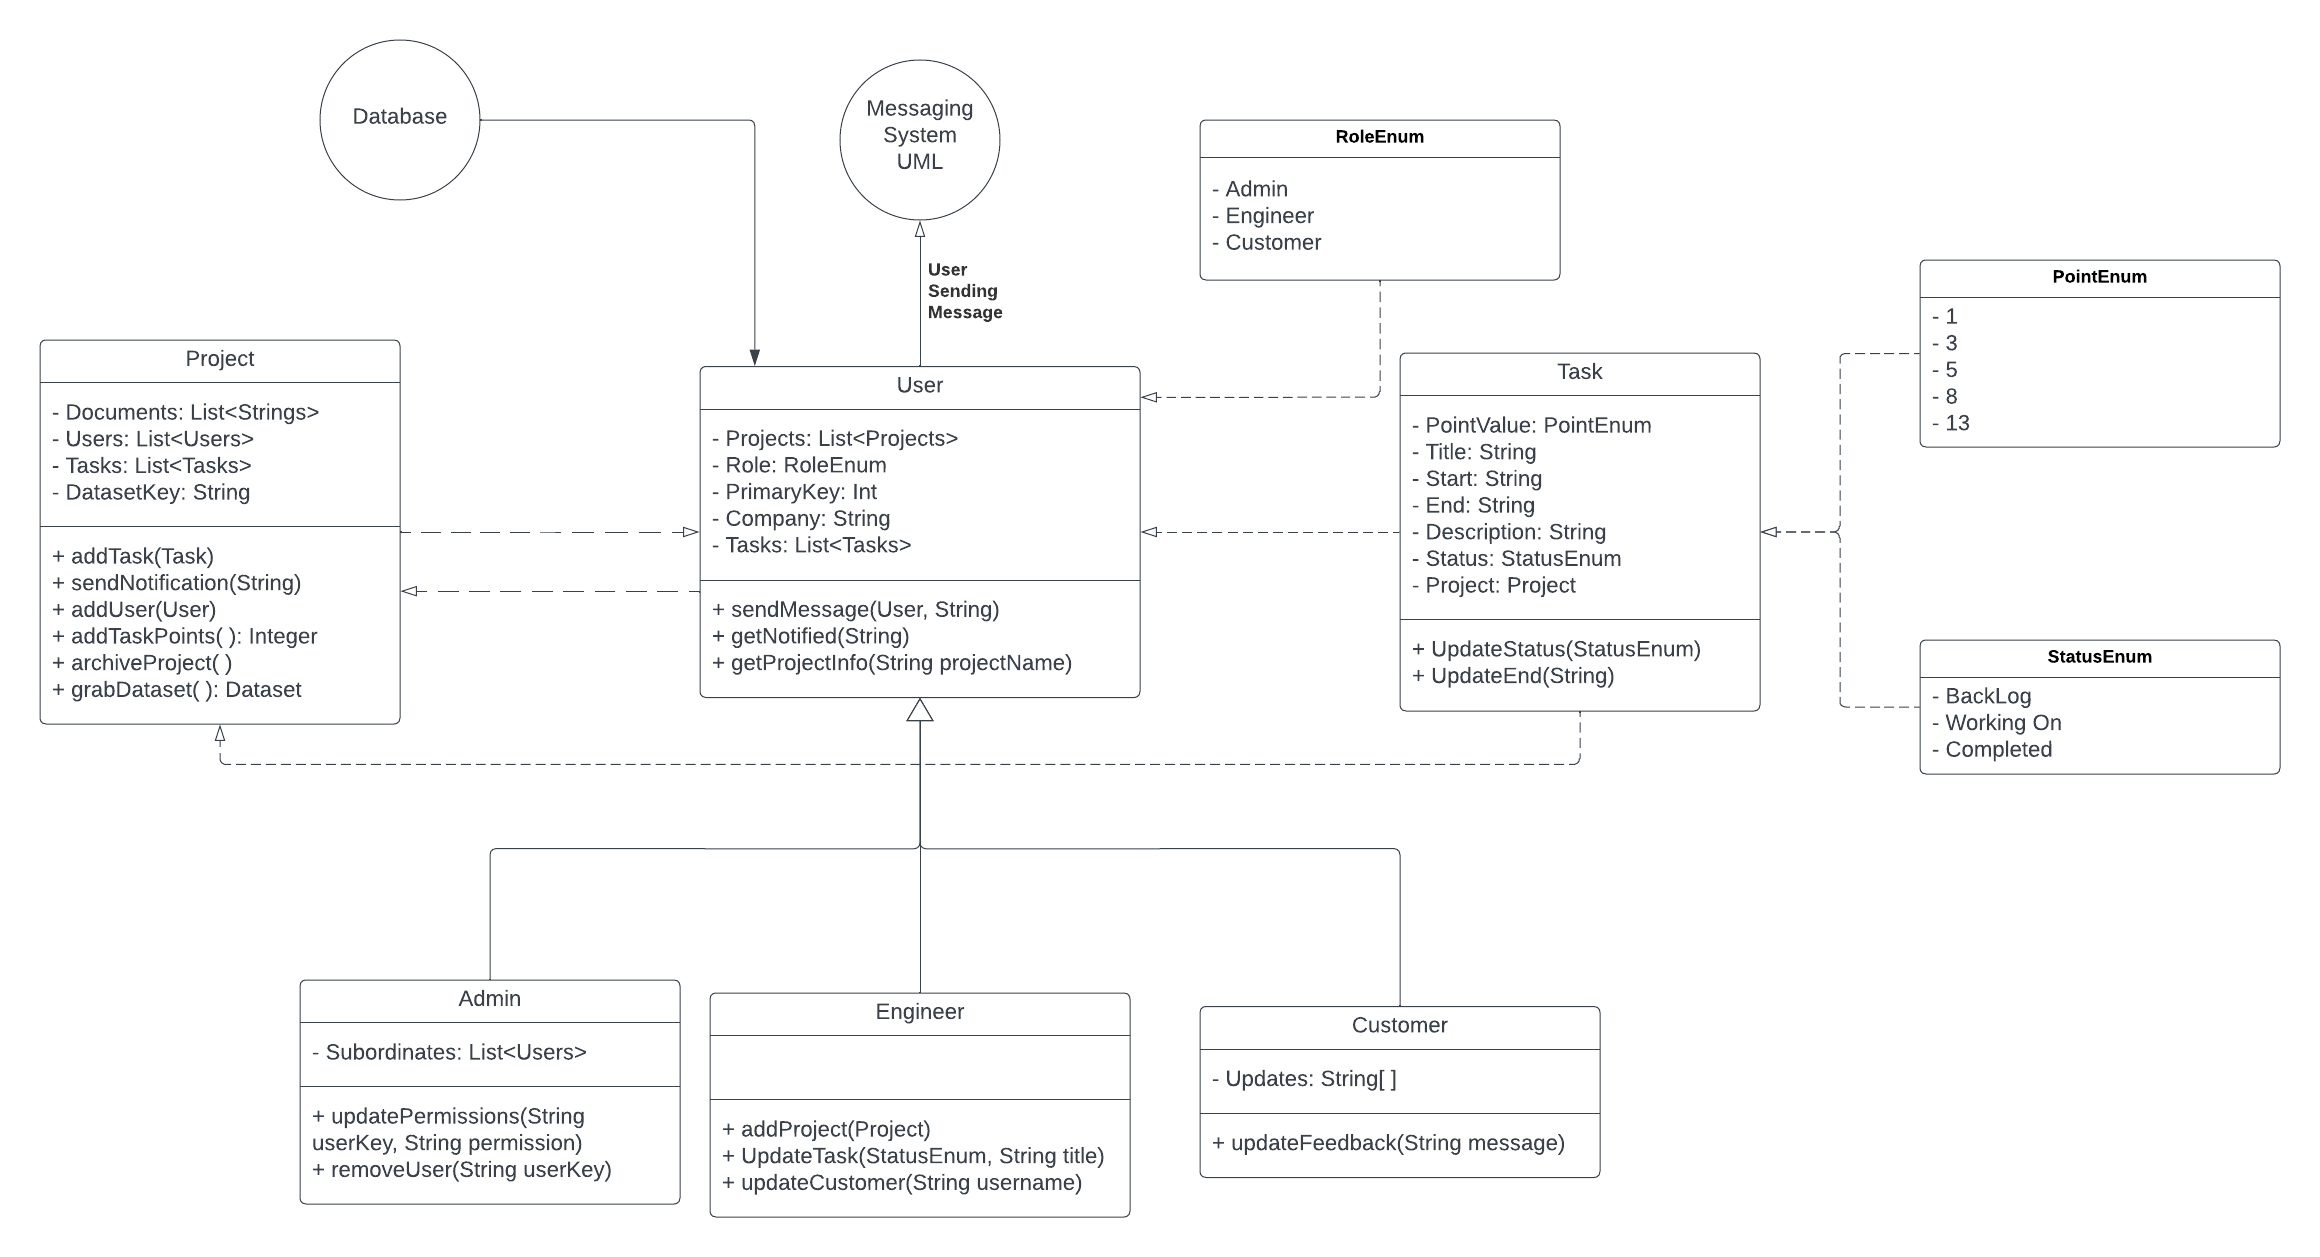 Database
Messaging
System
UML
User
Sending
Message
RoleEnum
- Admin
- Engineer
- Customer
PointEnum
- 1
- 3
- 5
- 8
- 13
Project
- Documents: List<Strings>
- Users: List<Users>
- Tasks: List<Tasks>
- DatasetKey: String
+ addTask(Task)
+ sendNotification(String)
+ addUser(User)
+ addTaskPoints( ): Integer
+ archiveProject( )
+ grabDataset( ): Dataset
User
- Projects: List<Projects>
- Role: RoleEnum
- PrimaryKey: Int
- Company: String
- Tasks: List<Tasks>
+ sendMessage(User, String)
+ getNotified(String)
+ getProjectInfo(String projectName)
Task
- PointValue: PointEnum
- Title: String
- Start: String
- End: String
- Description: String
- Status: StatusEnum
- Project: Project
+ UpdateStatus(StatusEnum)
+ UpdateEnd(String)
StatusEnum
- BackLog
- Working On
- Completed
Admin
- Subordinates: List<Users>
+ updatePermissions(String
userKey, String permission)
+ removeUser(String userKey)
Engineer
+ addProject(Project)
+ UpdateTask(StatusEnum, String title)
+ updateCustomer(String username)
Customer
- Updates: String[ ]
+ updateFeedback(String message)